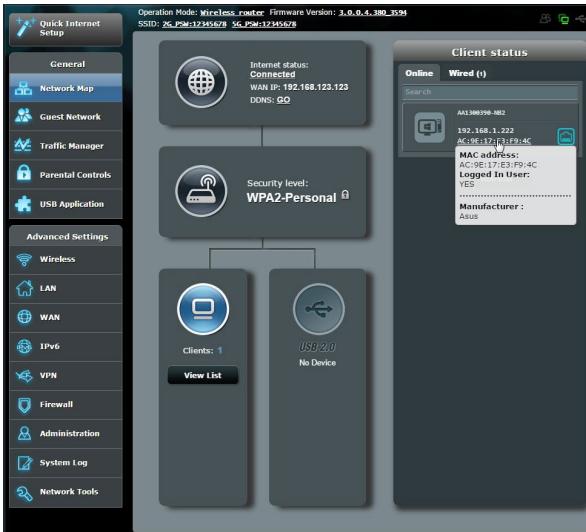 Quick Internet
Setup
Operation Mode: Wireless router Firmware Version: 3.0.0.4.380_3594
SSID: 2G_PSW:12345678 5G_PSW:12345678
General
Network Map
Guest Network
Traffic Manager
Parental Controls
USB Application
Advanced Settings
Wireless
LAN
WAN
IPv6
VPN
Firewall
Administration
System Log
Network Tools
Internet status:
Connected
WAN IP: 192.168.123.123
DDNS: GO
Security level:
WPA2-Personal
Clients: 1
View List
USB 2.0
No Device
Client status
Online Wired (1)
Search
AA1300390-NB2
192.168.1.222
AC:9E:17:E3:F9:4C
MAC address:
AC:9E:17:E3:F9:4C
Logged In User:
YES
Manufacturer :
Asus